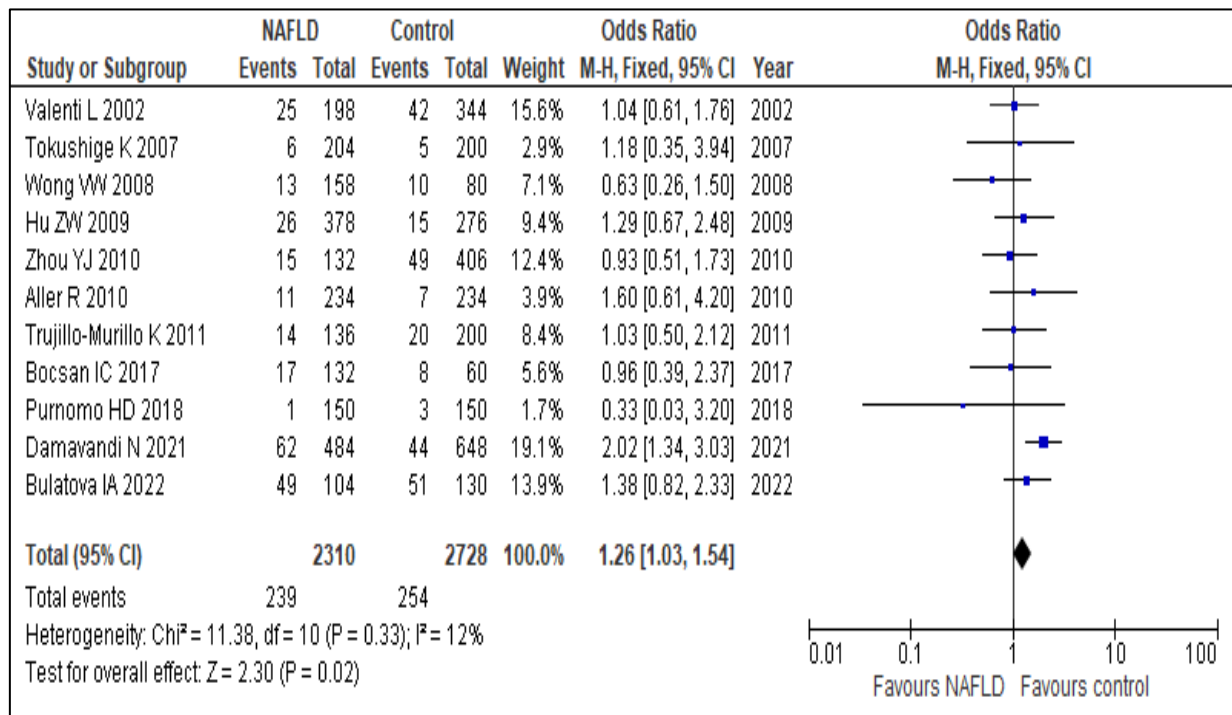 NAFLD Control Odds Ratio Odds Ratio
Study or Subgroup Events Total Events Total Weight M-H, Fixed, 95% CI Year M-H, Fixed, 95% CI
Valenti L 2002 25 198 42 344 15.6% 1.04 [0.61, 1.76] 2002
Tokushige K 2007 6 204 5 200 2.9% 1.18 [0.35, 3.94] 2007
Wong VW 2008 13 158 10 80 7.1% 0.63 [0.26, 1.50] 2008
Hu ZW 2009 26 378 15 276 9.4% 1.29 [0.67, 2.48] 2009
Zhou YJ 2010 15 132 49 406 12.4% 0.93 [0.51, 1.73] 2010
Aller R 2010 11 234 7 234 3.9% 1.60 [0.61, 4.20] 2010
Trujillo-Murillo K 2011 14 136 20 200 8.4% 1.03 [0.50, 2.12] 2011
Bocsan IC 2017 17 132 8 60 5.6% 0.96 [0.39, 2.37] 2017
Purnomo HD 2018 1 150 3 150 1.7% 0.33 [0.03, 3.20] 2018
Damavandi N 2021 62 484 44 648 19.1% 2.02 [1.34, 3.03] 2021
Bulatova IA 2022 49 104 51 130 13.9% 1.38 [0.82, 2.33] 2022
Total (95% CI) 2310 2728 100.0% 1.26 [1.03, 1.54]
Total events 239 254
Heterogeneity: Chi² = 11.38, df = 10 (P = 0.33); I² = 12%
Test for overall effect: Z = 2.30 (P = 0.02)
0.01 0.1 1 10 100
Favours NAFLD Favours control